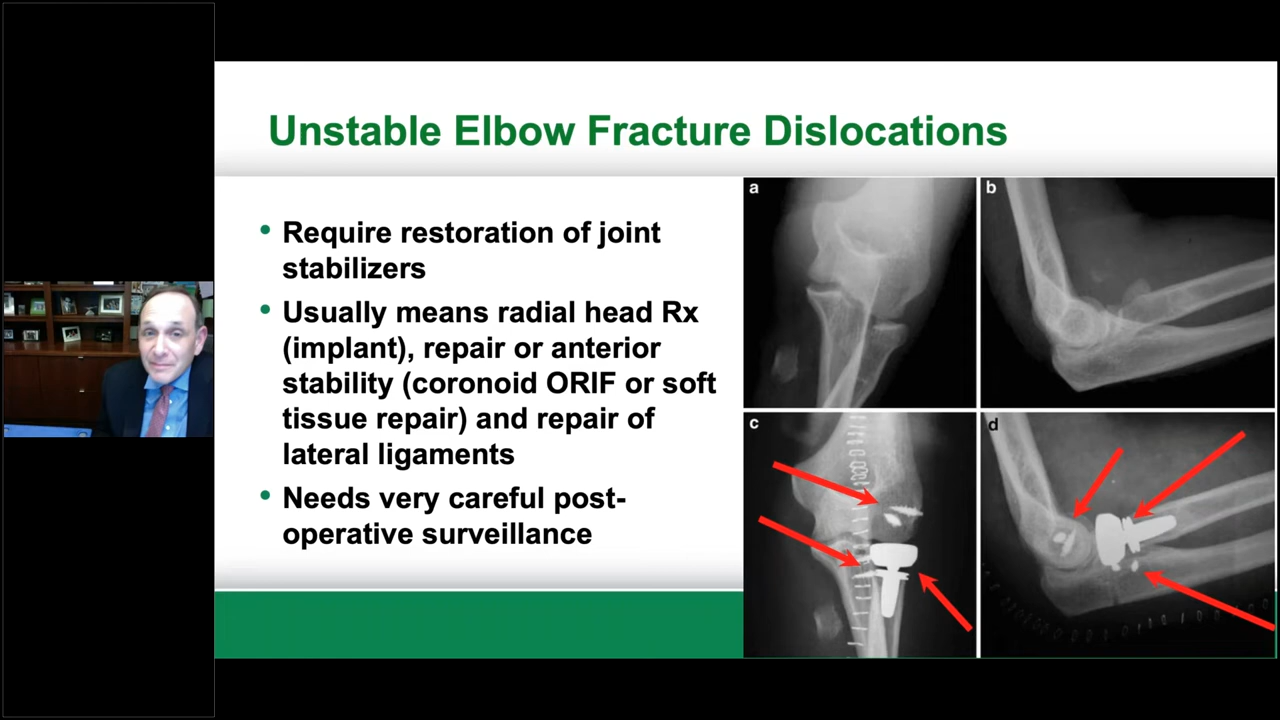 Unstable Elbow Fracture Dislocations
• Require restoration of joint
stabilizers
• Usually means radial head Rx
(implant), repair or anterior
stability (coronoid ORIF or soft
tissue repair) and repair of
lateral ligaments
• Needs very careful post-
operative surveillance
a
b
c
d